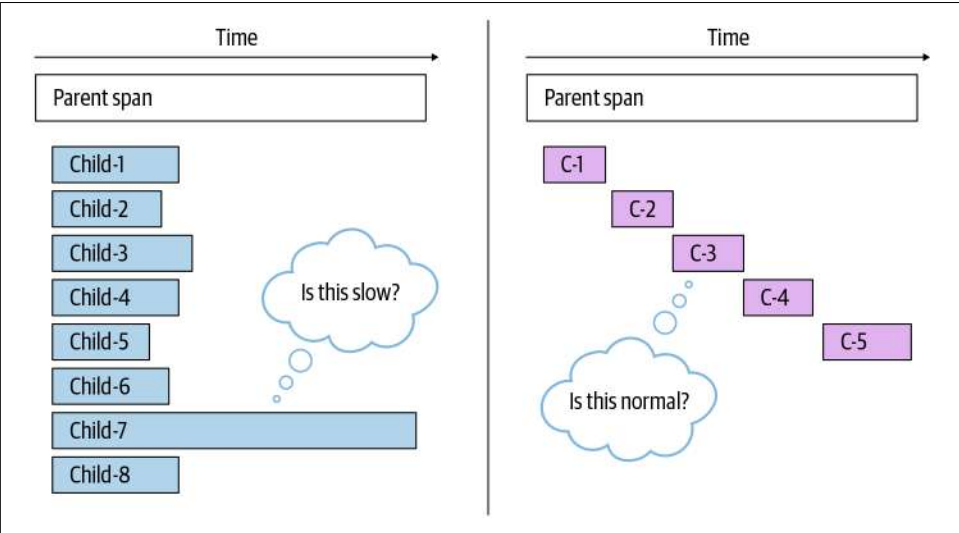 Time
Parent span
Child-1
Child-2
Child-3
Child-4
Child-5
Child-6
Child-7
Child-8
Is this slow?
Time
Parent span
C-1
C-2
C-3
C-4
C-5
Is this normal?